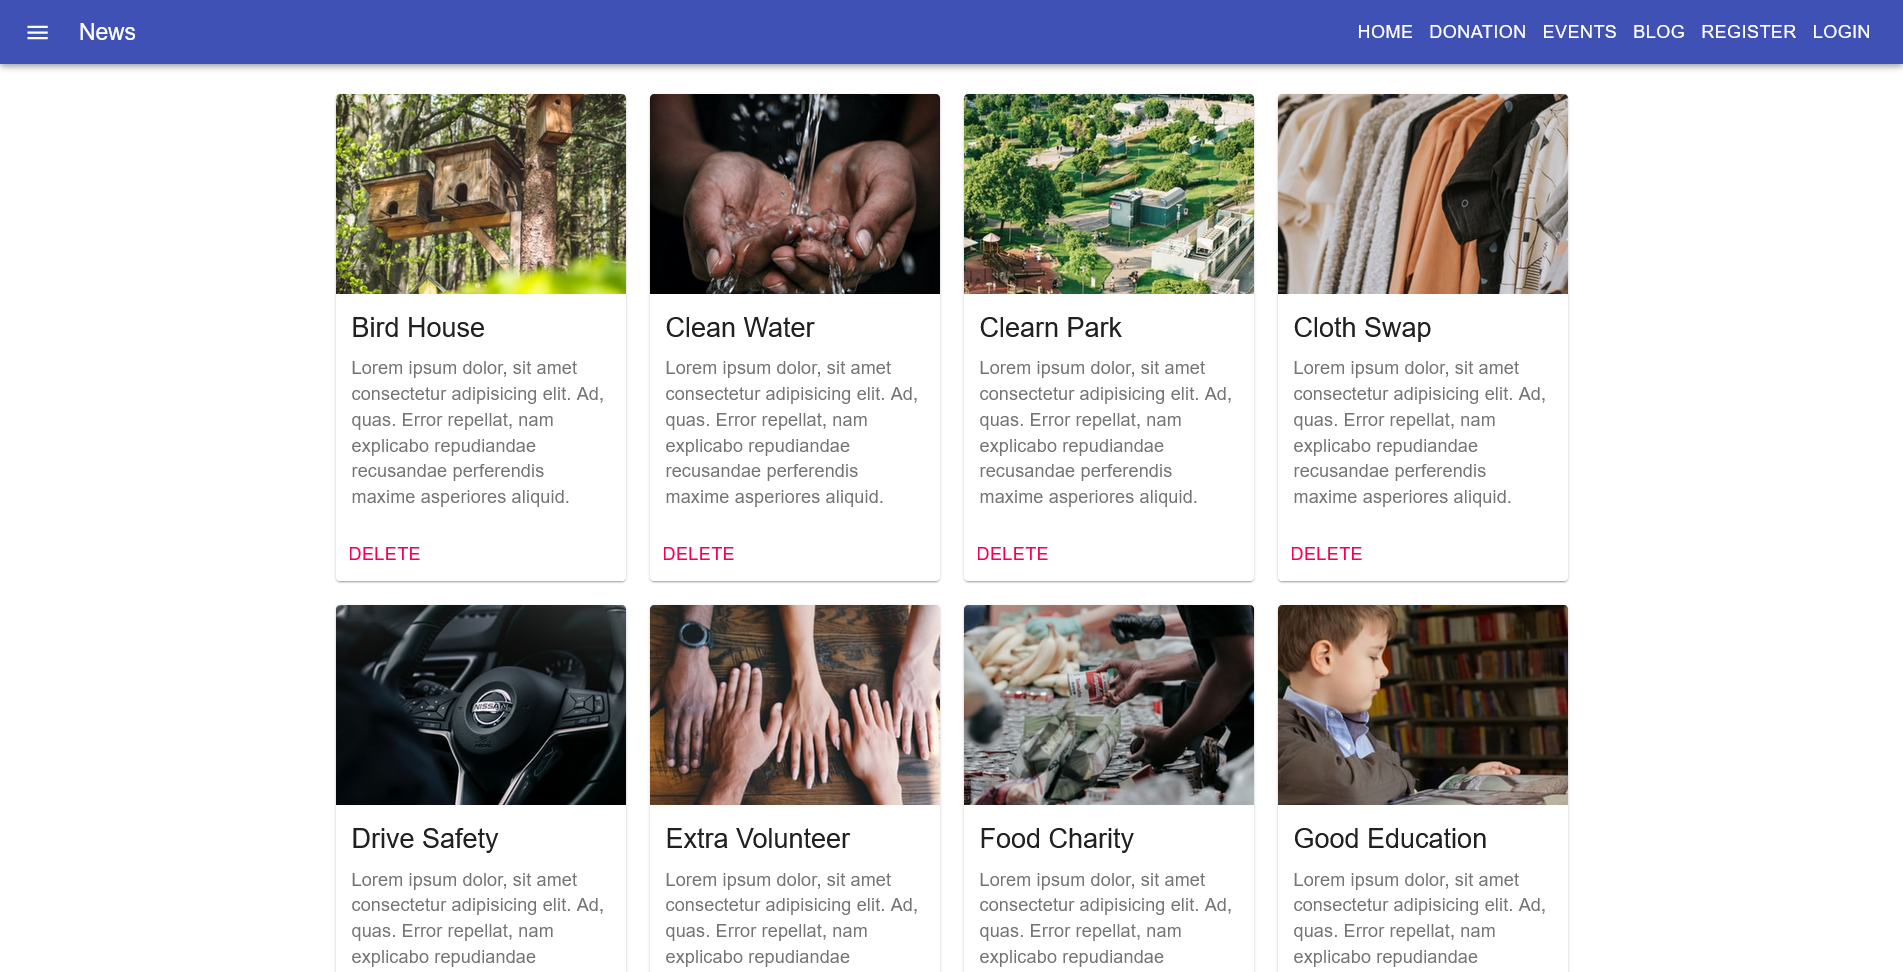 News
HOME DONATION EVENTS BLOG REGISTER LOGIN
Bird House
Lorem ipsum dolor, sit amet
consectetur adipisicing elit. Ad,
quas. Error repellat, nam
explicabo repudiandae
recusandae perferendis
maxime asperiores aliquid.
DELETE
Clean Water
Lorem ipsum dolor, sit amet
consectetur adipisicing elit. Ad,
quas. Error repellat, nam
explicabo repudiandae
recusandae perferendis
maxime asperiores aliquid.
DELETE
Clearn Park
Lorem ipsum dolor, sit amet
consectetur adipisicing elit. Ad,
quas. Error repellat, nam
explicabo repudiandae
recusandae perferendis
maxime asperiores aliquid.
DELETE
Cloth Swap
Lorem ipsum dolor, sit amet
consectetur adipisicing elit. Ad,
quas. Error repellat, nam
explicabo repudiandae
recusandae perferendis
maxime asperiores aliquid.
DELETE
NISSAN
Drive Safety
Lorem ipsum dolor, sit amet
consectetur adipisicing elit. Ad,
quas. Error repellat, nam
explicabo repudiandae
Extra Volunteer
Lorem ipsum dolor, sit amet
consectetur adipisicing elit. Ad,
quas. Error repellat, nam
explicabo repudiandae
Food Charity
Lorem ipsum dolor, sit amet
consectetur adipisicing elit. Ad,
quas. Error repellat, nam
explicabo repudiandae
Good Education
Lorem ipsum dolor, sit amet
consectetur adipisicing elit. Ad,
quas. Error repellat, nam
explicabo repudiandae